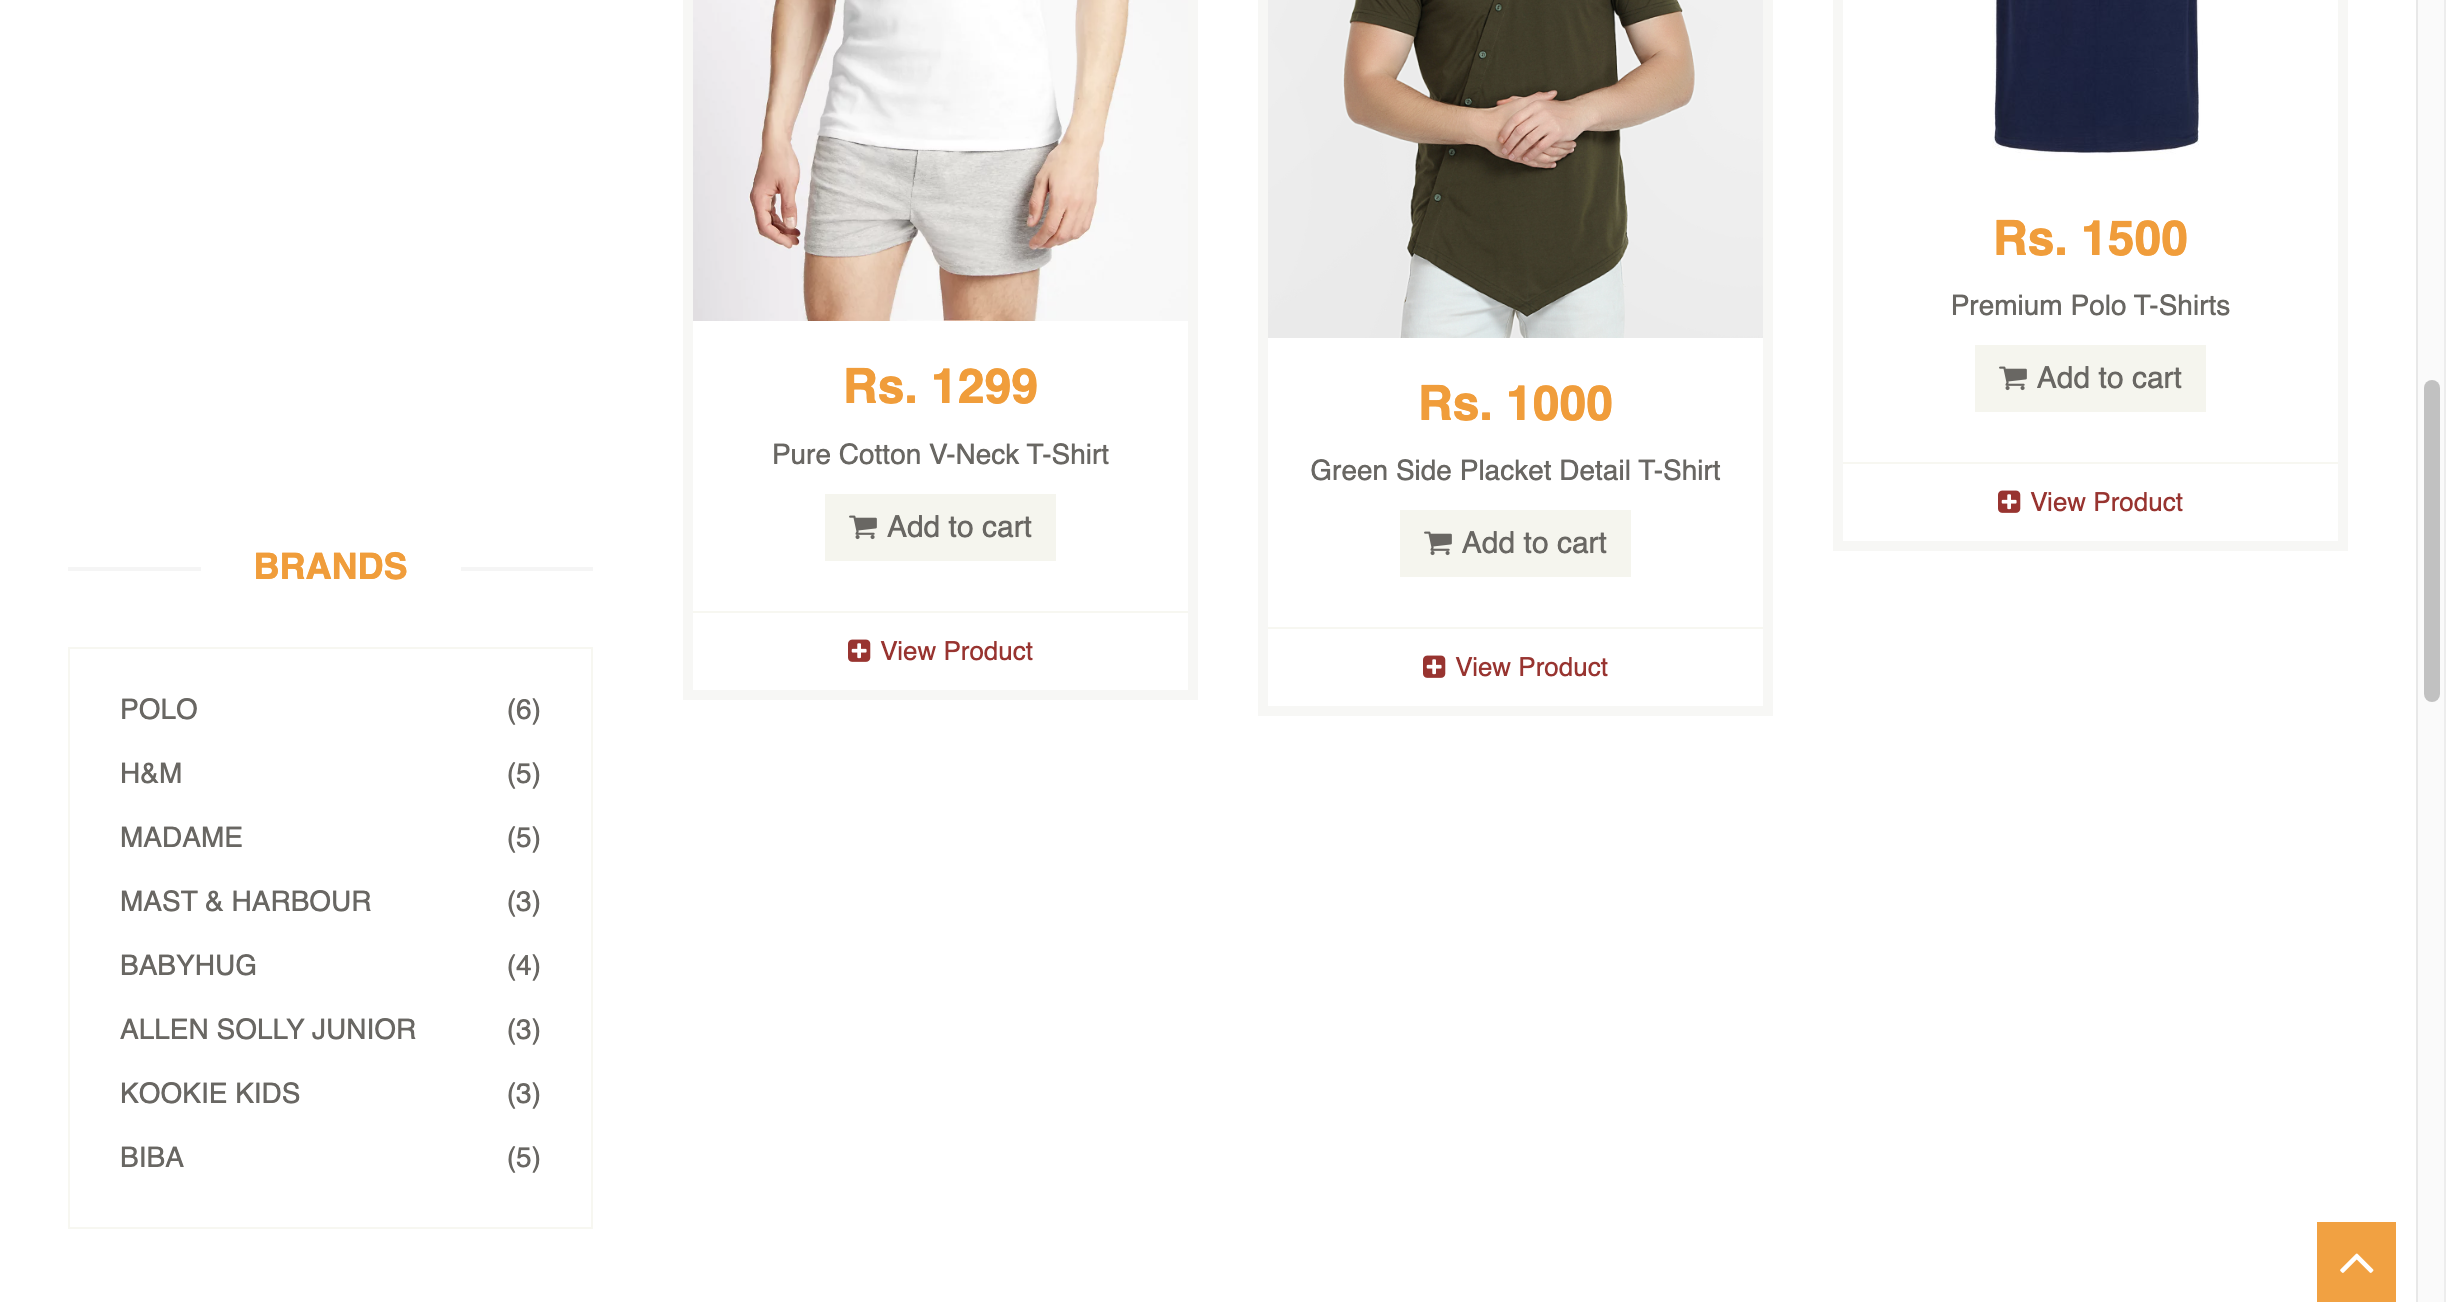 BRANDS
POLO (6)
H&M (5)
MADAME (5)
MAST & HARBOUR (3)
BABYHUG (4)
ALLEN SOLLY JUNIOR (3)
KOOKIE KIDS (3)
BIBA (5)
Rs. 1299
Pure Cotton V-Neck T-Shirt
Add to cart
View Product
Rs. 1000
Green Side Placket Detail T-Shirt
Add to cart
View Product
Rs. 1500
Premium Polo T-Shirts
Add to cart
View Product